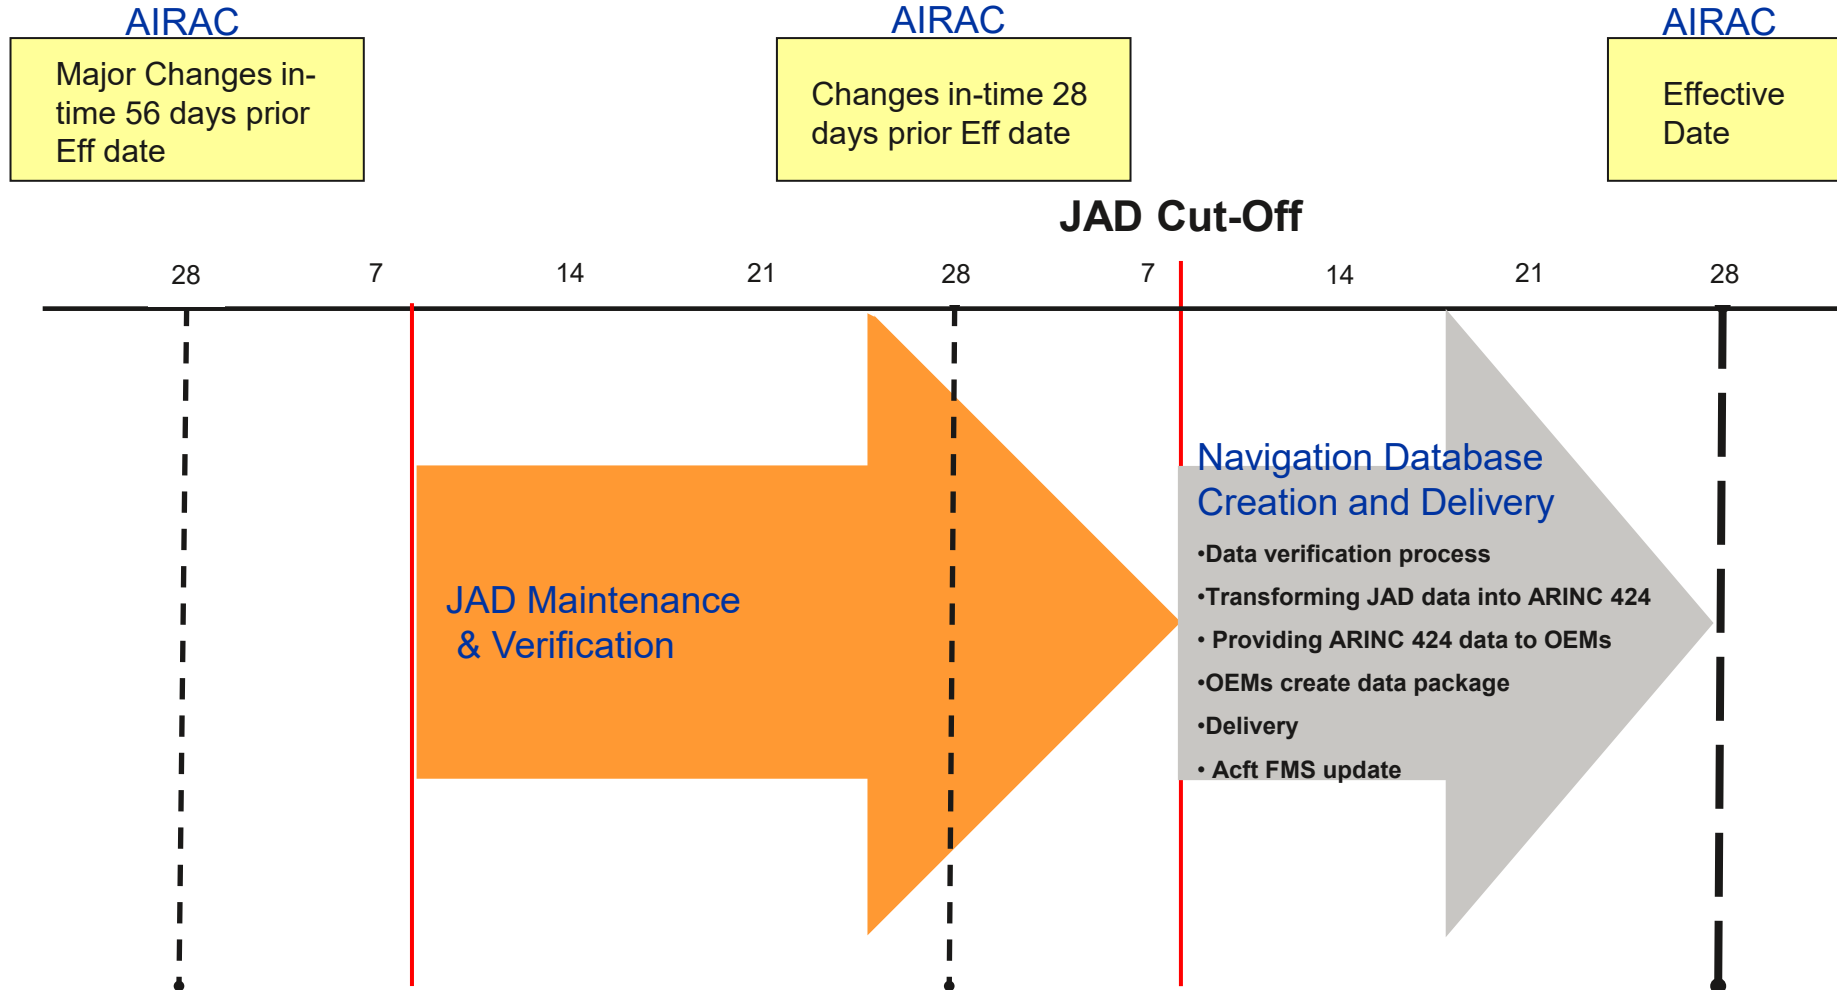 AIRAC
Major Changes in-
time 56 days prior
Eff date
AIRAC
Changes in-time 28
days prior Eff date
AIRAC
Effective
Date
JAD Cut-Off
28 7 14 21 28 7 14 21 28
JAD Maintenance
& Verification
Navigation Database
Creation and Delivery
•Data verification process
•Transforming JAD data into ARINC 424
• Providing ARINC 424 data to OEMs
•OEMs create data package
•Delivery
• Acft FMS update